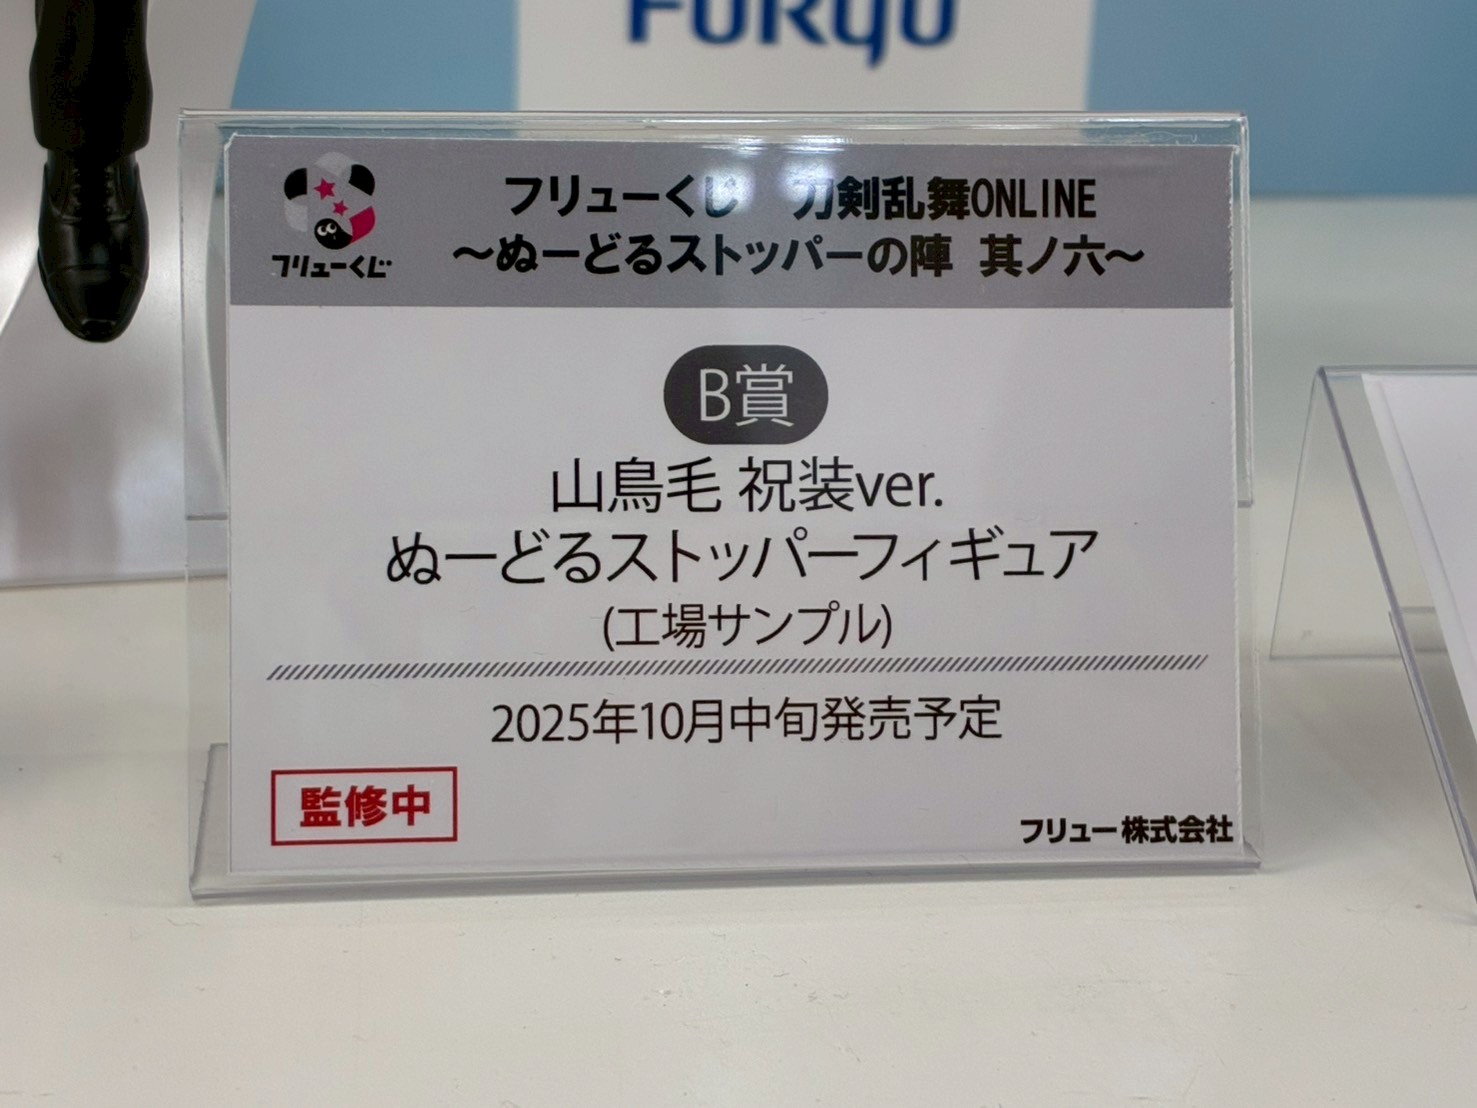 FURYU
フリューくじ 刀剣乱舞ONLINE
フリューくじ
～ぬーどるストッパーの陣 其ノ六～
B賞
山鳥毛 祝装ver.
ぬーどるストッパーフィギュア
(工場サンプル)
2025年10月中旬発売予定
監修中
フリュー株式会社